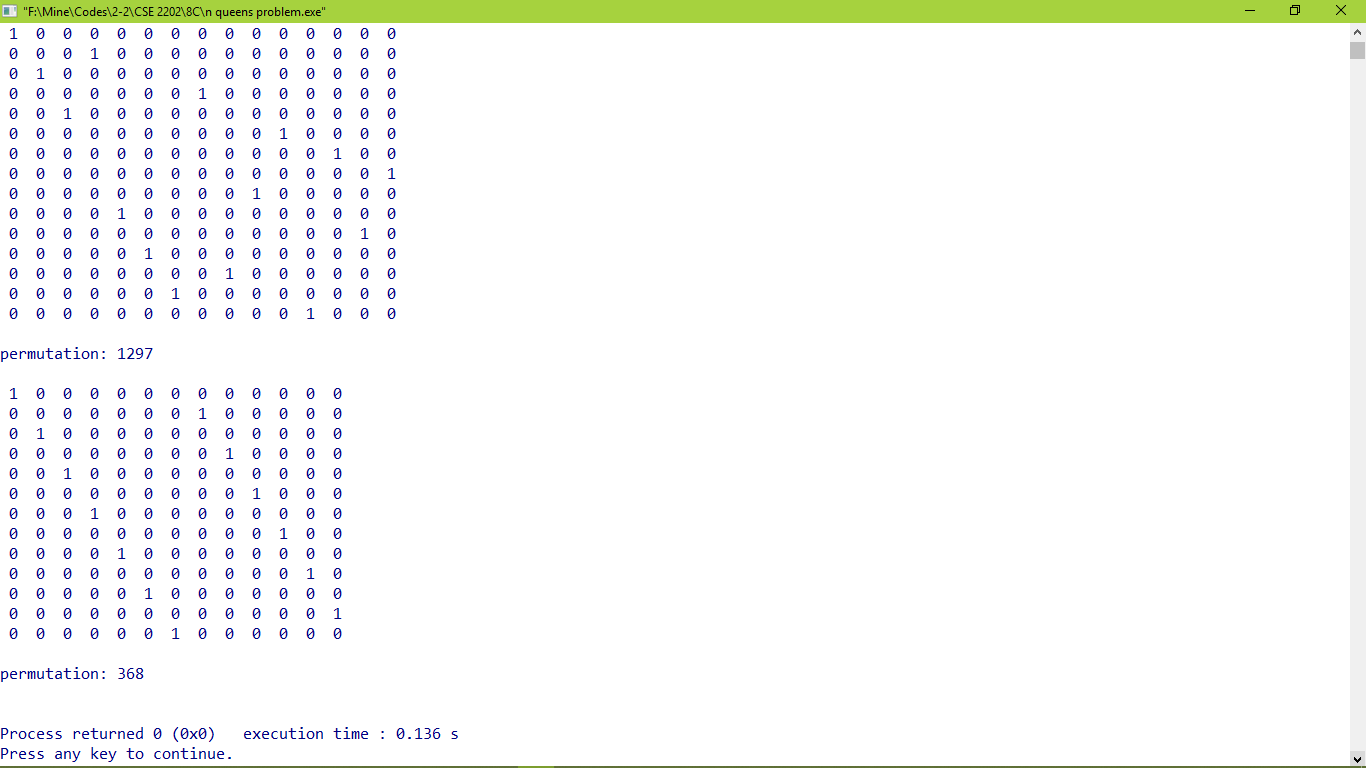 "F:\Mine\Codes\2-2\CSE 2202\8C\n queens problem.exe"
1 0 0 0 0 0 0 0 0 0 0 0 0 0 0
0 0 0 1 0 0 0 0 0 0 0 0 0 0 0
0 1 0 0 0 0 0 0 0 0 0 0 0 0 0
0 0 0 0 0 0 0 1 0 0 0 0 0 0 0
0 0 1 0 0 0 0 0 0 0 0 0 0 0 0
0 0 0 0 0 0 0 0 0 0 1 0 0 0 0
0 0 0 0 0 0 0 0 0 0 0 0 1 0 0
0 0 0 0 0 0 0 0 0 0 0 0 0 0 1
0 0 0 0 0 0 0 0 0 1 0 0 0 0 0
0 0 0 0 1 0 0 0 0 0 0 0 0 0 0
0 0 0 0 0 0 0 0 0 0 0 0 0 1 0
0 0 0 0 0 1 0 0 0 0 0 0 0 0 0
0 0 0 0 0 0 0 0 1 0 0 0 0 0 0
0 0 0 0 0 0 1 0 0 0 0 0 0 0 0
0 0 0 0 0 0 0 0 0 0 0 1 0 0 0
permutation: 1297
1 0 0 0 0 0 0 0 0 0 0 0 0
0 0 0 0 0 0 0 1 0 0 0 0 0
0 1 0 0 0 0 0 0 0 0 0 0 0
0 0 0 0 0 0 0 0 1 0 0 0 0
0 0 1 0 0 0 0 0 0 0 0 0 0
0 0 0 0 0 0 0 0 0 1 0 0 0
0 0 0 1 0 0 0 0 0 0 0 0 0
0 0 0 0 0 0 0 0 0 0 1 0 0
0 0 0 0 1 0 0 0 0 0 0 0 0
0 0 0 0 0 0 0 0 0 0 0 1 0
0 0 0 0 0 1 0 0 0 0 0 0 0
0 0 0 0 0 0 0 0 0 0 0 0 1
0 0 0 0 0 0 1 0 0 0 0 0 0
permutation: 368
Process returned 0 (0x0)   execution time : 0.136 s
Press any key to continue.